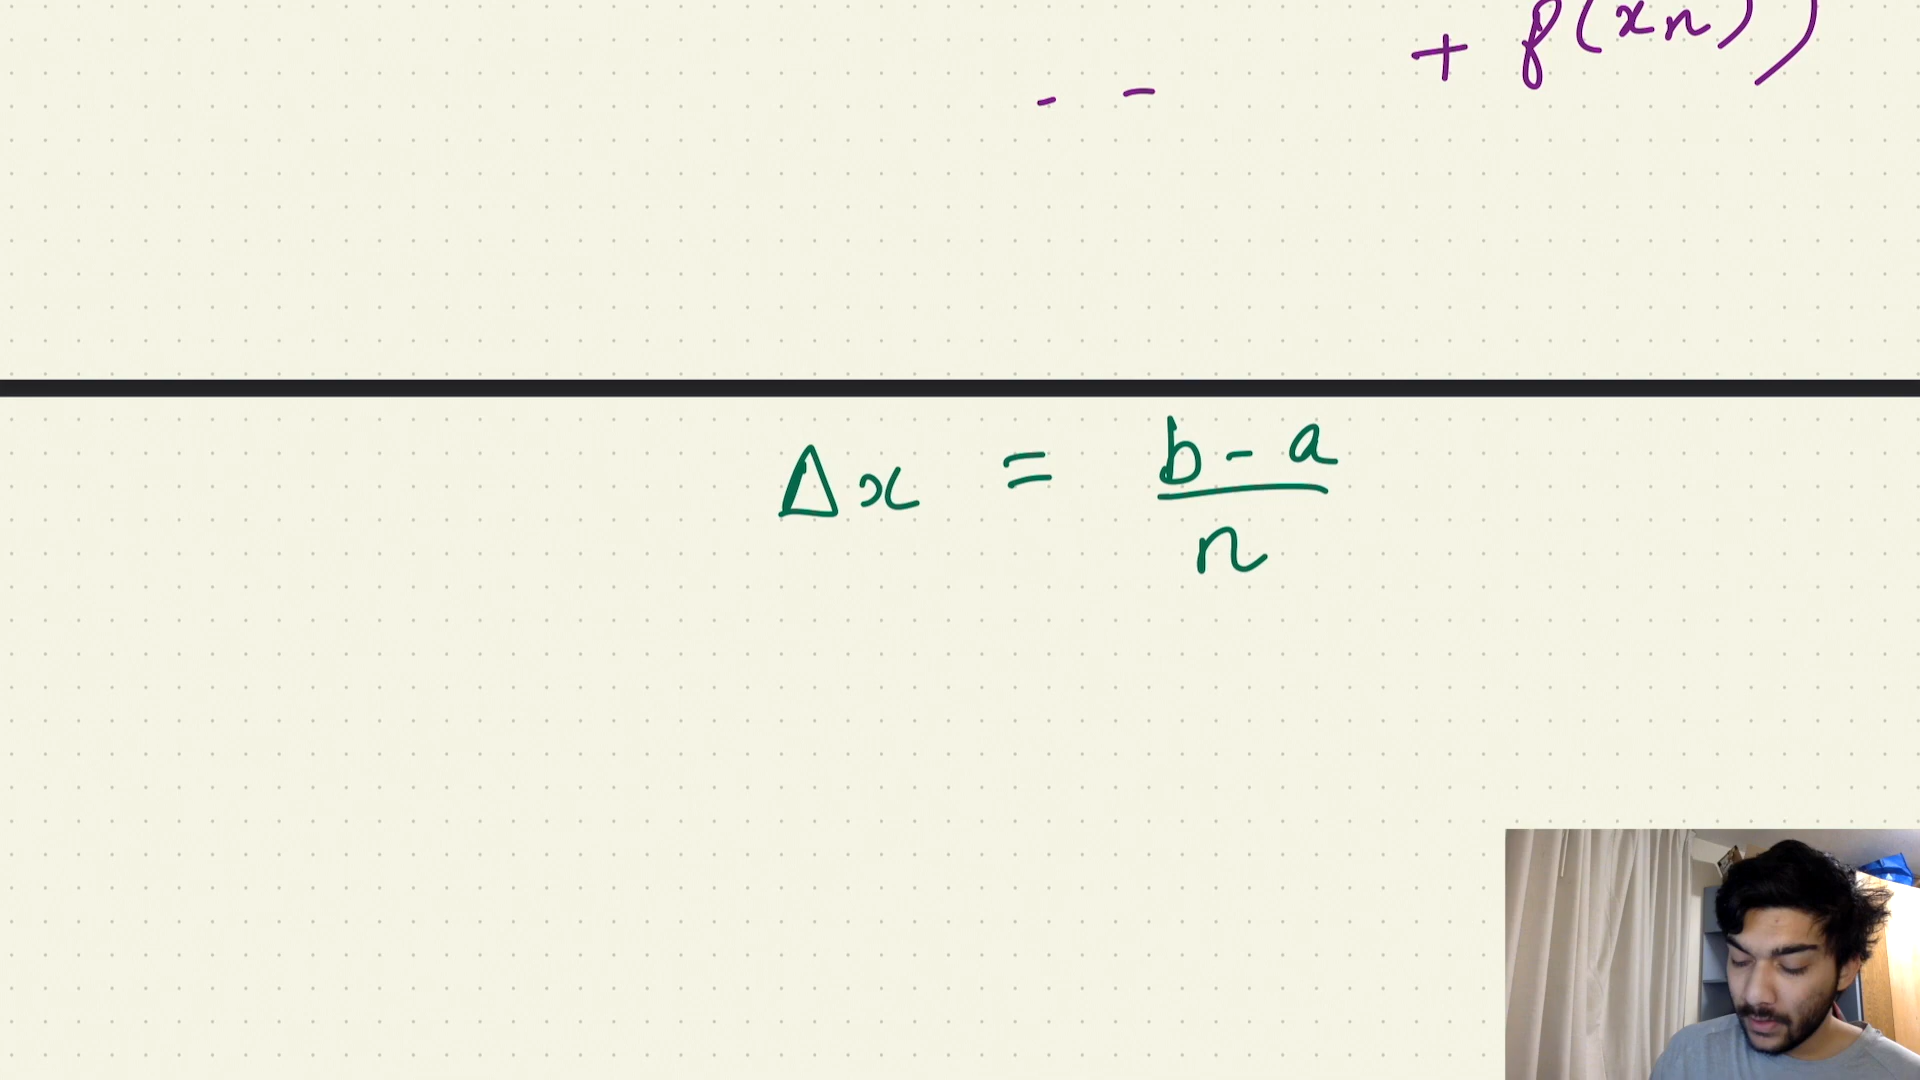 - - + f(xn))
Δx = b - a
n